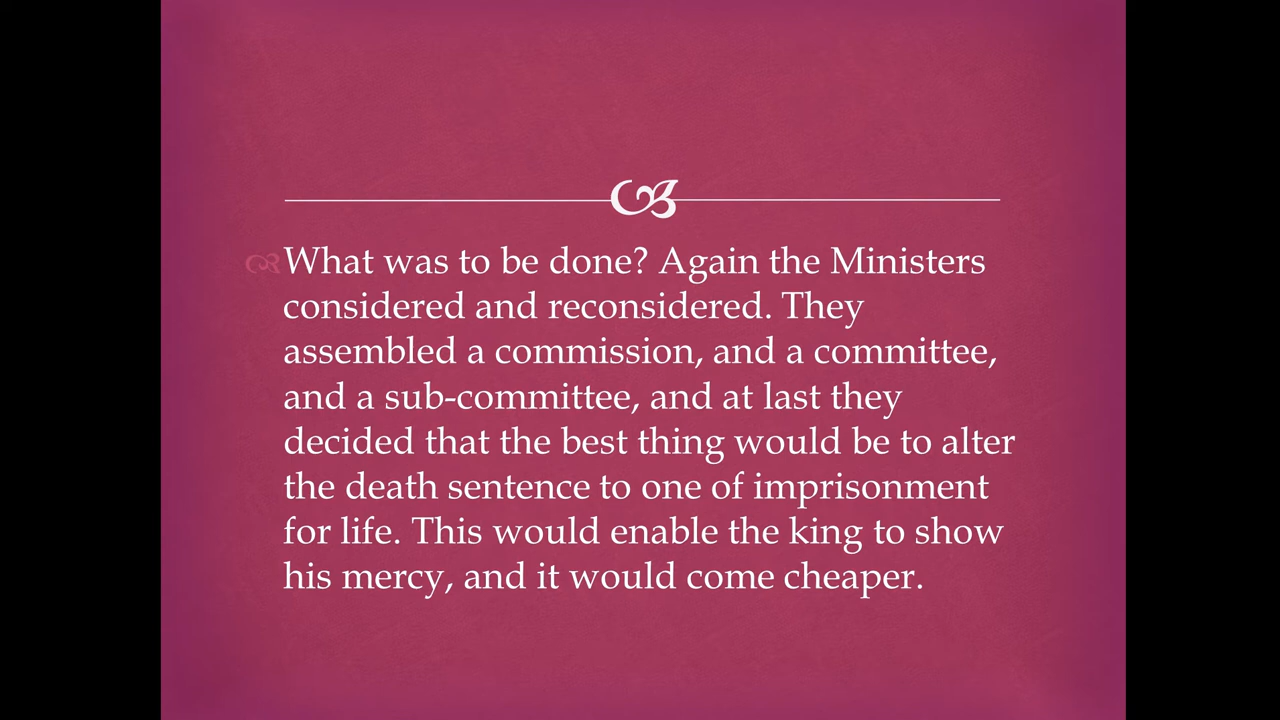 What was to be done? Again the Ministers
considered and reconsidered. They
assembled a commission, and a committee,
and a sub-committee, and at last they
decided that the best thing would be to alter
the death sentence to one of imprisonment
for life. This would enable the king to show
his mercy, and it would come cheaper.